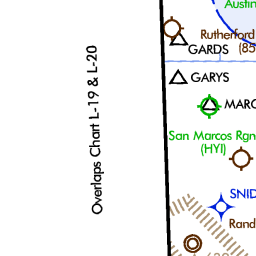 Austin
Rutherford
(85
GARDS
GARYS
MARC
Overlaps Chart L-19 & L-20
San Marcos Rgn
(HYI)
SNID
Rand